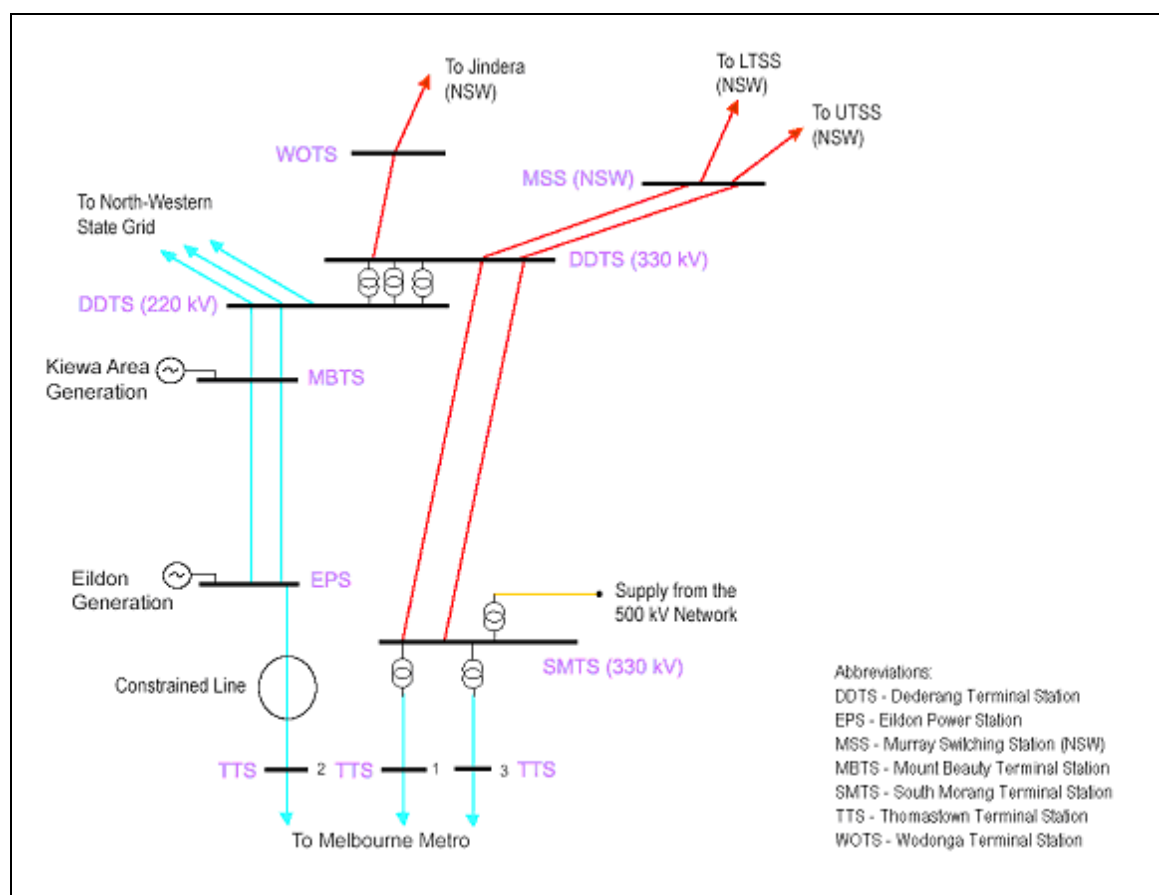 To Jindera
(NSW)
To LTSS
(NSW)
To UTSS
(NSW)
WOTS
MSS (NSW)
To North-Western
State Grid
DDTS (330 kV)
DDTS (220 kV)
Kiewa Area
Generation
MBTS
Eildon
Generation
EPS
Supply from the
500 kV Network
SMTS (330 kV)
Constrained Line
TTS 2 TTS 1 3 TTS
To Melbourne Metro
Abbreviations:
DDTS - Dederang Terminal Station
EPS - Eildon Power Station
MSS - Murray Switching Station (NSW)
MBTS - Mount Beauty Terminal Station
SMTS - South Morang Terminal Station
TTS - Thomastown Terminal Station
WOTS - Wodonga Terminal Station